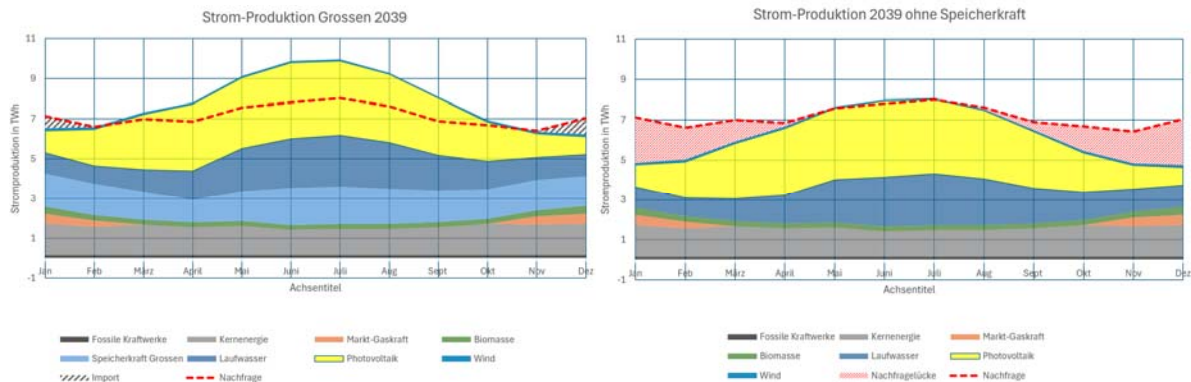 Strom-Produktion Grossen 2039
11
9
7
5
3
1
-1
Stromproduktion in TWh
Jan Feb März April Mai Juni Juli Aug Sept Okt Nov Dez
Achsentitel
Fossile Kraftwerke Kernenergie Markt-Gaskraft Biomasse
Speicherkraft Grossen Laufwasser Photovoltaik Wind
Import Nachfrage
Strom-Produktion 2039 ohne Speicherkraft
11
9
7
5
3
1
-1
Stromproduktion in TWh
Jan Feb März April Mai Juni Juli Aug Sept Okt Nov Dez
Achsentitel
Fossile Kraftwerke Kernenergie Markt-Gaskraft
Biomasse Laufwasser Photovoltaik
Wind Nachfragelücke Nachfrage